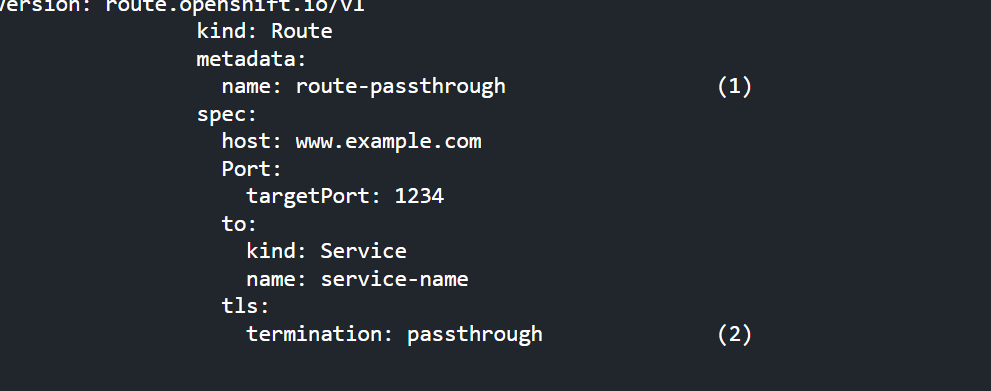 version: route.openshift.io/v1
kind: Route
metadata:
name: route-passthrough (1)
spec:
host: www.example.com
Port:
targetPort: 1234
to:
kind: Service
name: service-name
tls:
termination: passthrough (2)